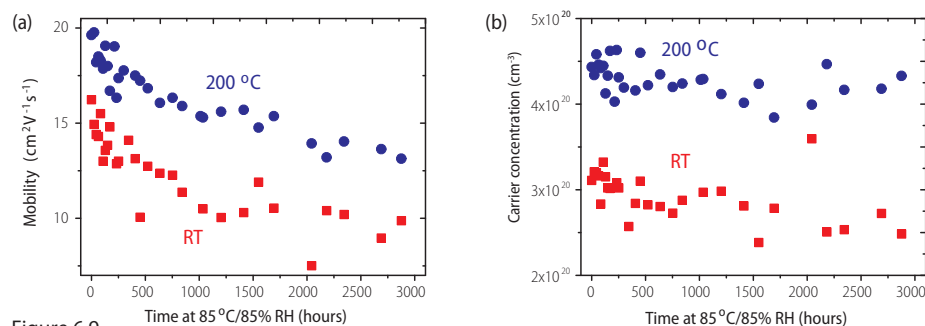 (a)
20
15
10
Mobility (cm²V⁻¹s⁻¹)
200 °C
RT
0 500 1000 1500 2000 2500 3000
Time at 85°C/85% RH (hours)
(b)
5x10²⁰
4x10²⁰
3x10²⁰
2x10²⁰
Carrier concentration (cm⁻³)
200 °C
RT
0 500 1000 1500 2000 2500 3000
Time at 85°C/85% RH (hours)